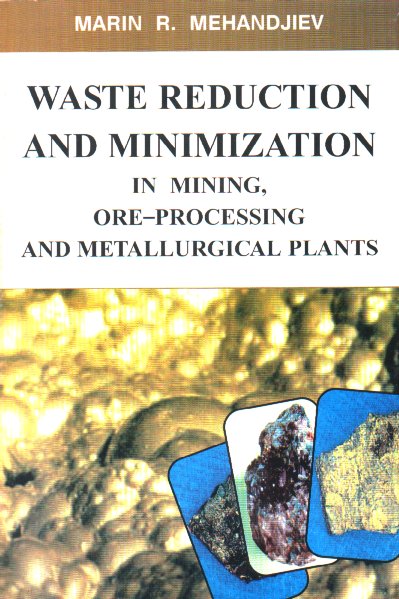 MARIN R. MEHANDJIEV
WASTE REDUCTION
AND MINIMIZATION
IN MINING,
ORE–PROCESSING
AND METALLURGICAL PLANTS